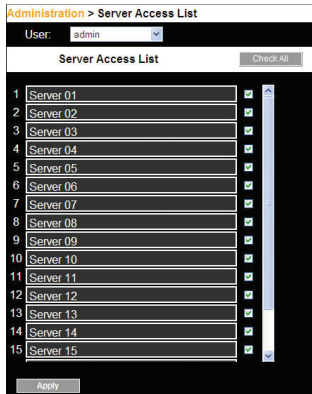 Administration > Server Access List
User: admin
Server Access List Check All
1 Server 01
2 Server 02
3 Server 03
4 Server 04
5 Server 05
6 Server 06
7 Server 07
8 Server 08
9 Server 09
10 Server 10
11 Server 11
12 Server 12
13 Server 13
14 Server 14
15 Server 15
Apply